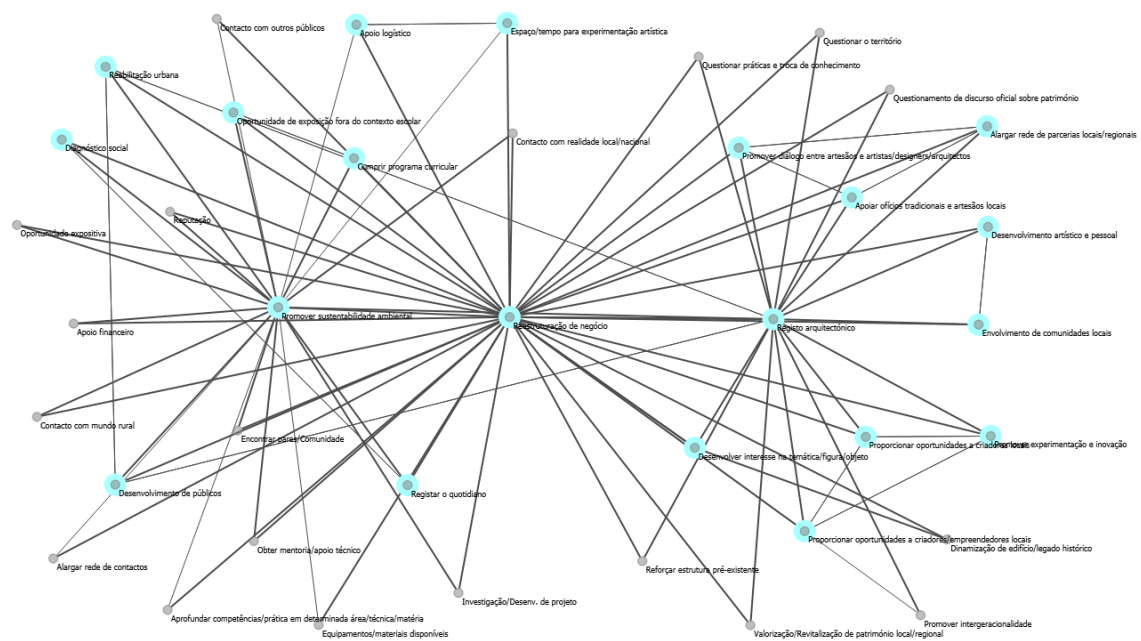 Contacto com outros públicos
Apoio logístico
Espaço/tempo para experimentação artística
Questionar o território
Questionar práticas e troca de conhecimento
Reabilitação urbana
Questionamento de discurso oficial sobre património
Oportunidade de exposição fora do contexto escolar
Alargar rede de parcerias locais/regionais
Diagnóstico social
Contacto com realidade local/nacional
Promover diálogo entre artesãos e artistas/designers/arquitectos
Cumprir programa curricular
Apoiar ofícios tradicionais e artesãos locais
Reputação
Oportunidade expositiva
Desenvolvimento artístico e pessoal
Promover sustentabilidade ambiental
Reestruturação de negócio
Registo arquitectónico
Apoio financeiro
Envolvimento de comunidades locais
Contacto com mundo rural
Encontrar pares/Comunidade
Proporcionar oportunidades a criadores locais
Promover experimentação e inovação
Desenvolver interesse na temática/figura/objeto
Desenvolvimento de públicos
Registar o quotidiano
Proporcionar oportunidades a criadores/empreendedores locais
Dinamização de edifício/legado histórico
Obter mentoria/apoio técnico
Alargar rede de contactos
Reforçar estrutura pré-existente
Investigação/Desenv. de projeto
Aprofundar competências/prática em determinada área/técnica/matéria
Promover intergeracionalidade
Equipamentos/materiais disponíveis
Valorização/Revitalização de património local/regional